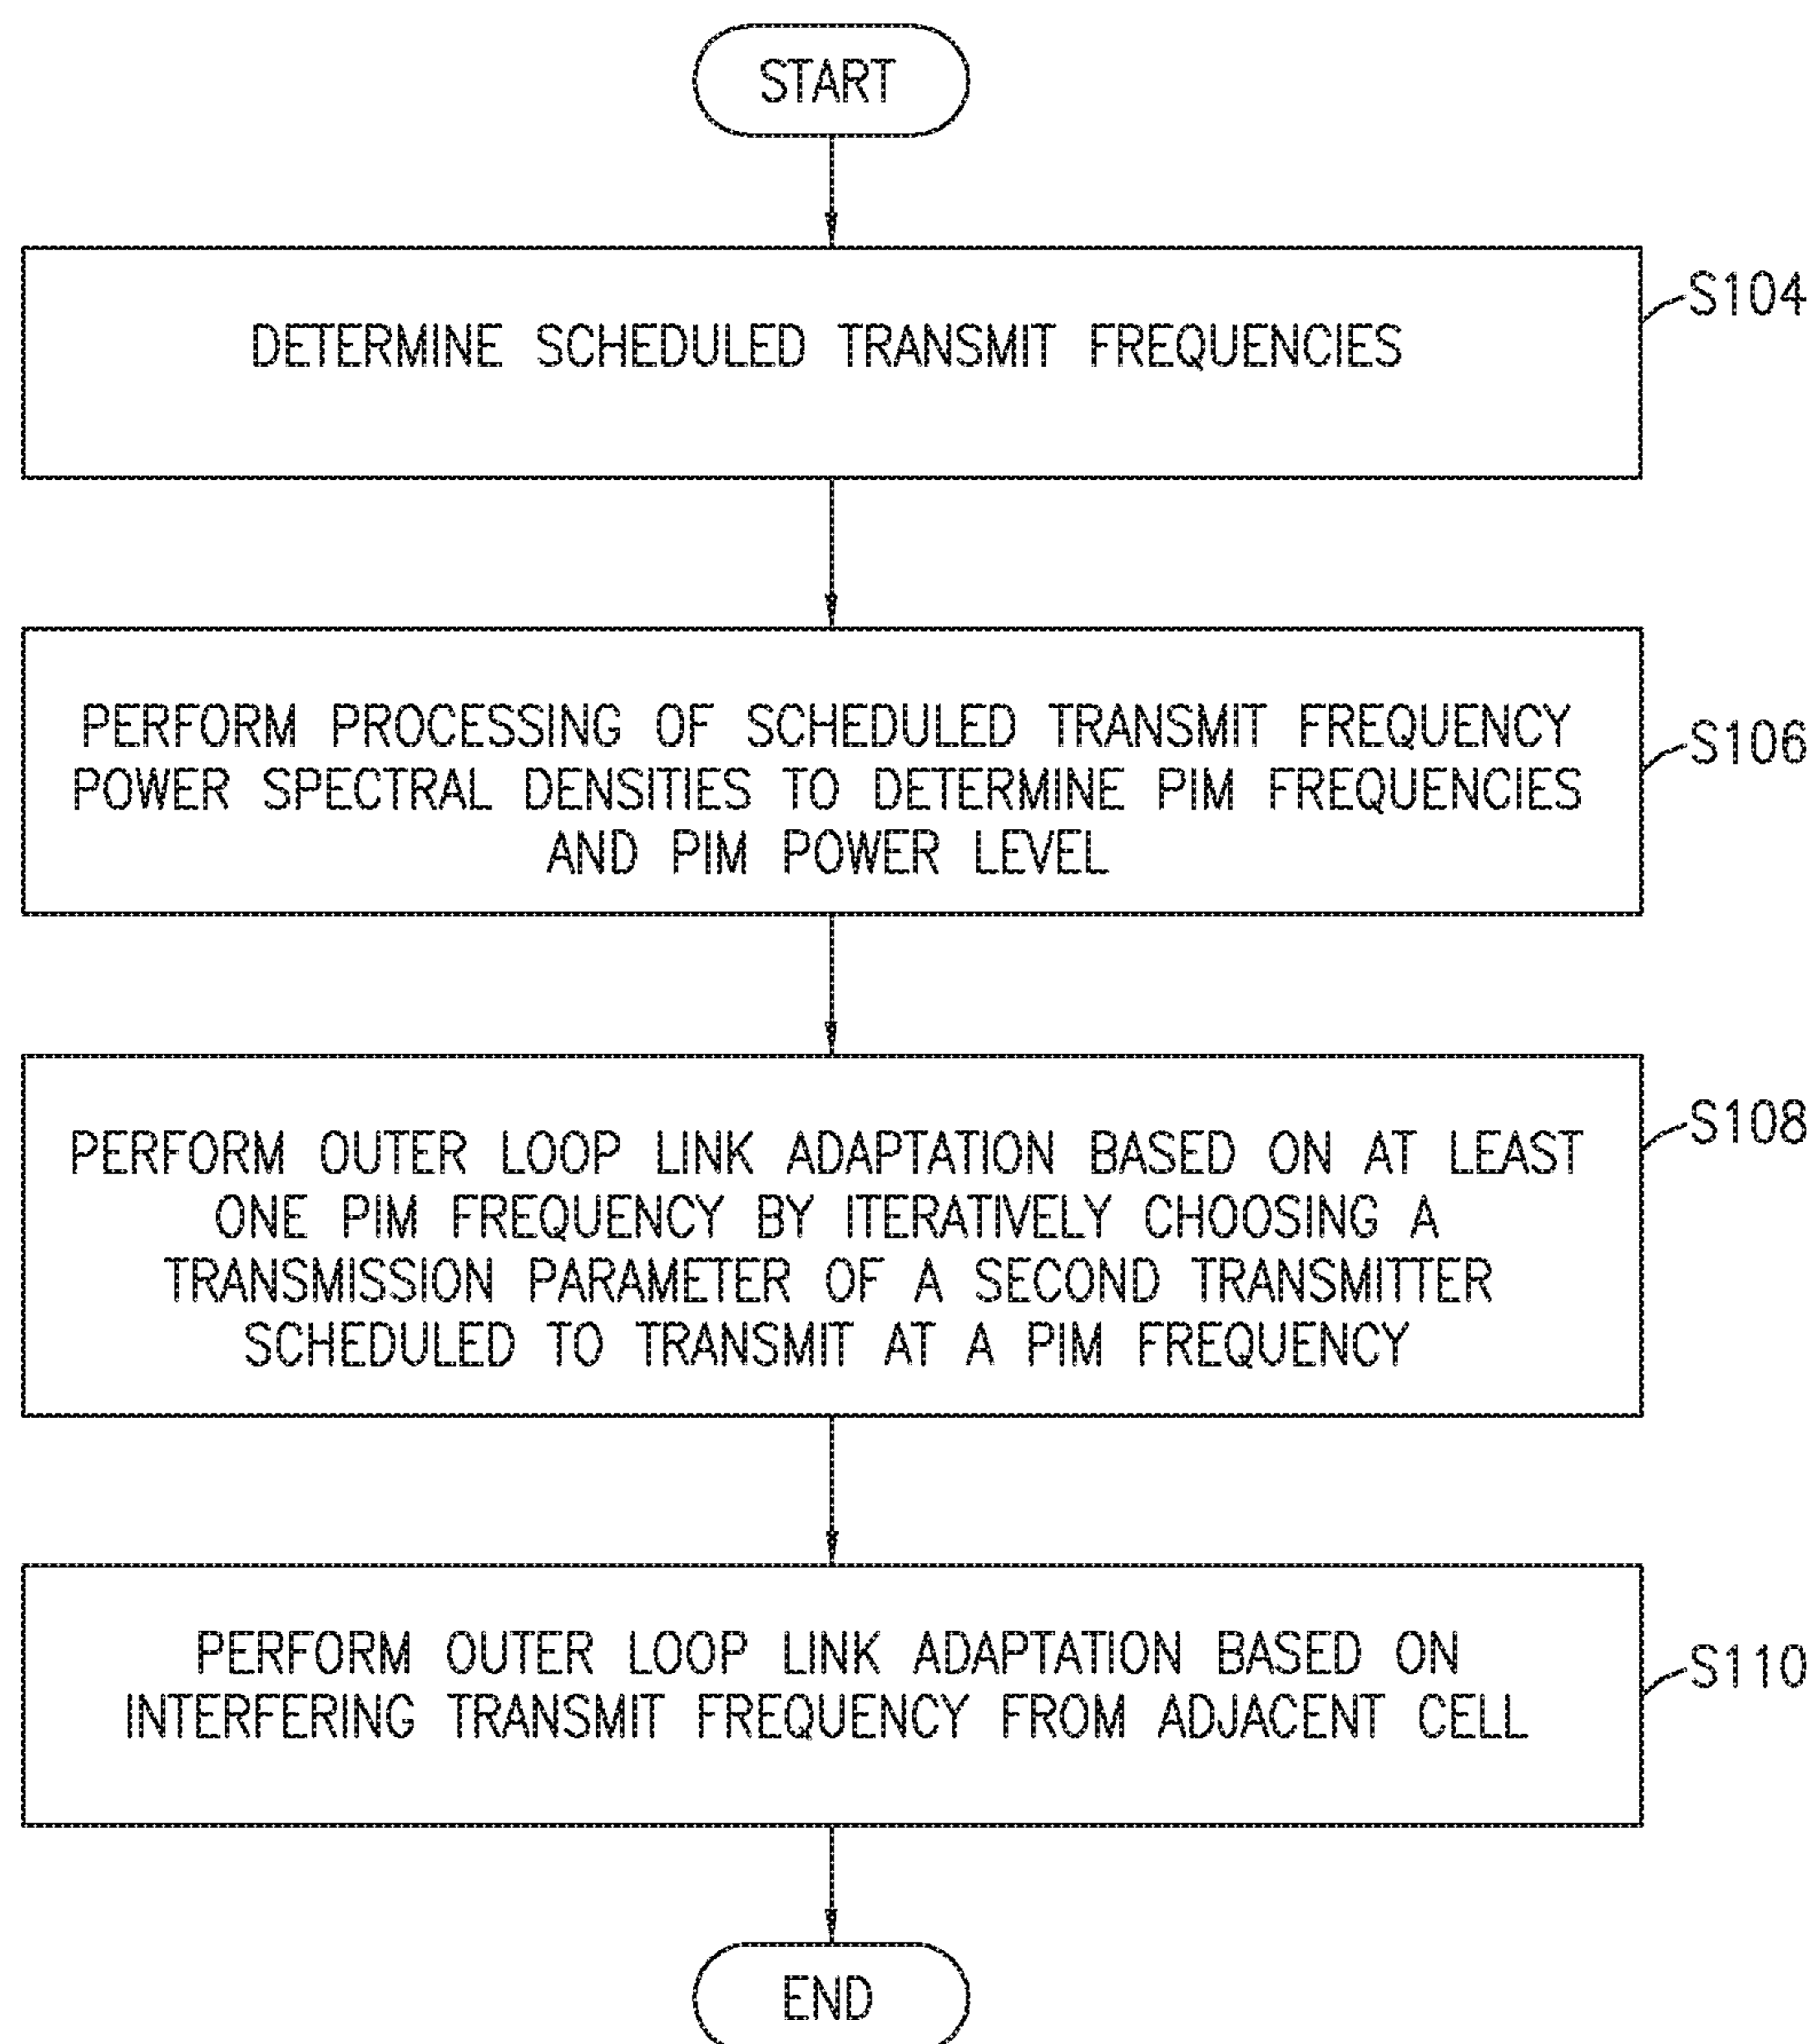 START
DETERMINE SCHEDULED TRANSMIT FREQUENCIES
S104
PERFORM PROCESSING OF SCHEDULED TRANSMIT FREQUENCY
POWER SPECTRAL DENSITIES TO DETERMINE PIM FREQUENCIES
AND PIM POWER LEVEL
S106
PERFORM OUTER LOOP LINK ADAPTATION BASED ON AT LEAST
ONE PIM FREQUENCY BY ITERATIVELY CHOOSING A
TRANSMISSION PARAMETER OF A SECOND TRANSMITTER
SCHEDULED TO TRANSMIT AT A PIM FREQUENCY
S108
PERFORM OUTER LOOP LINK ADAPTATION BASED ON
INTERFERING TRANSMIT FREQUENCY FROM ADJACENT CELL
S110
END